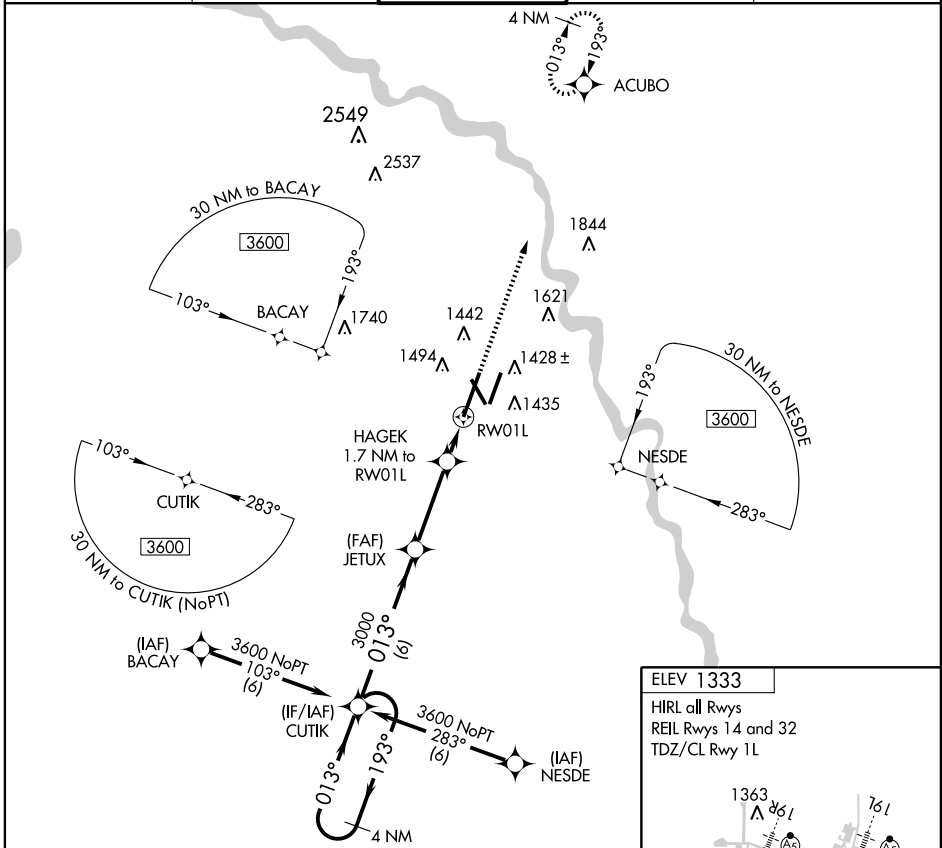 4 NM
013°
193°
ACUBO
2549
2537
30 NM to BACAY
3600
193°
103°
BACAY
1740
1844
1621
1442
1494
1428 ±
1435
RW01L
HAGEK
1.7 NM to
RW01L
30 NM to NESDE
193°
3600
NESDE
283°
103°
CUTIK
283°
3600
30 NM to CUTIK (NoPT)
(FAF)
JETUX
3000
013°
(6)
(IAF)
BACAY
3600 NoPT
103°
(6)
(IF/IAF)
CUTIK
3600 NoPT
283°
(6)
(IAF)
NESDE
013°
193°
4 NM
ELEV 1333
HIRL all Rwys
REIL Rwys 14 and 32
TDZ/CL Rwy 1L
1363
19R
19L
A5